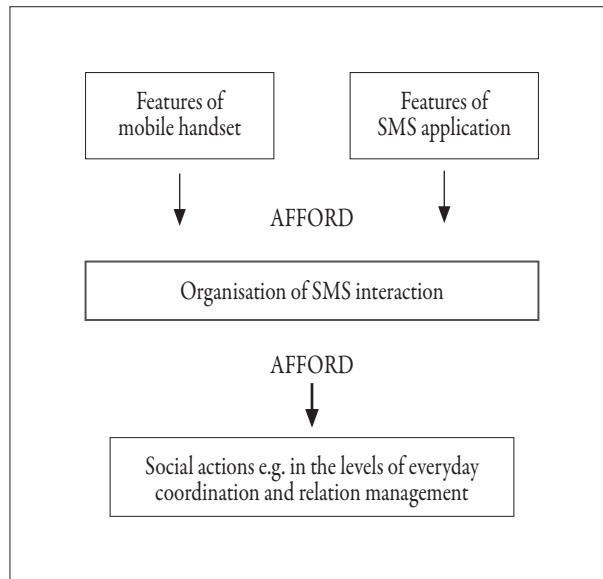 Features of
mobile handset
Features of
SMS application
AFFORD
Organisation of SMS interaction
AFFORD
Social actions e.g. in the levels of everyday
coordination and relation management